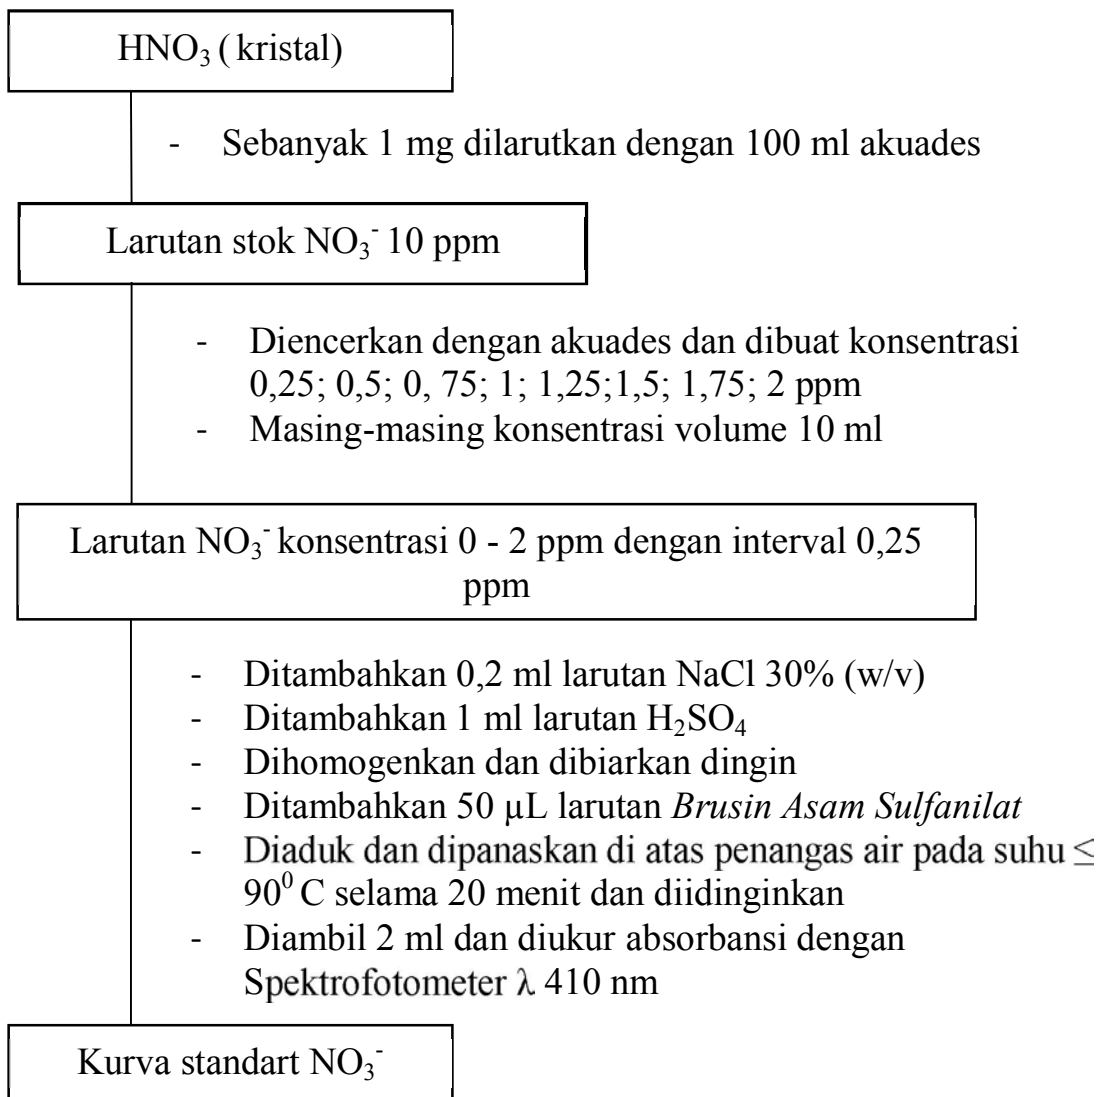 HNO₃ ( kristal)
- Sebanyak 1 mg dilarutkan dengan 100 ml akuades
Larutan stok NO₃⁻ 10 ppm
- Diencerkan dengan akuades dan dibuat konsentrasi
0,25; 0,5; 0, 75; 1; 1,25;1,5; 1,75; 2 ppm
- Masing-masing konsentrasi volume 10 ml
Larutan NO₃⁻ konsentrasi 0 - 2 ppm dengan interval 0,25
ppm
- Ditambahkan 0,2 ml larutan NaCl 30% (w/v)
- Ditambahkan 1 ml larutan H₂SO₄
- Dihomogenkan dan dibiarkan dingin
- Ditambahkan 50 µL larutan Brusin Asam Sulfanilat
- Diaduk dan dipanaskan di atas penangas air pada suhu ≤
90⁰ C selama 20 menit dan diidinginkan
- Diambil 2 ml dan diukur absorbansi dengan
Spektrofotometer λ 410 nm
Kurva standart NO₃⁻